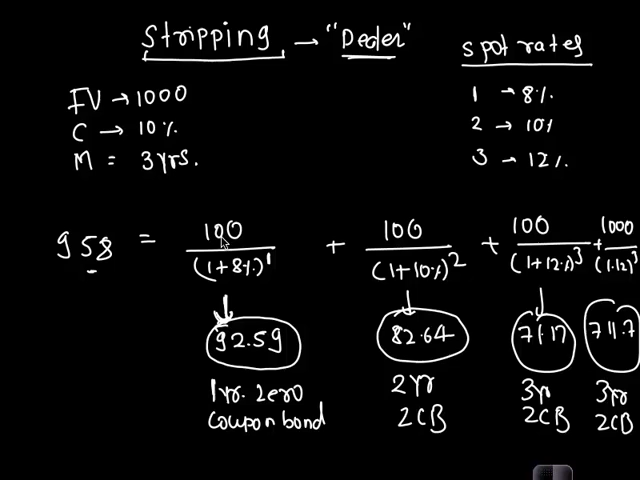 Stripping → "Dealer"
Spot rates
FV → 1000
C → 10%
M = 3 yrs.
1 → 8%
2 → 10%
3 → 12%
958 = 100/(1+8%)¹ + 100/(1+10%)² + 100/(1+12%)³ + 1000/(1.12)³
92.59
82.64
71.17
711.7
1yr. Zero
coupon bond
2yr
ZCB
3yr
ZCB
3yr
ZCB